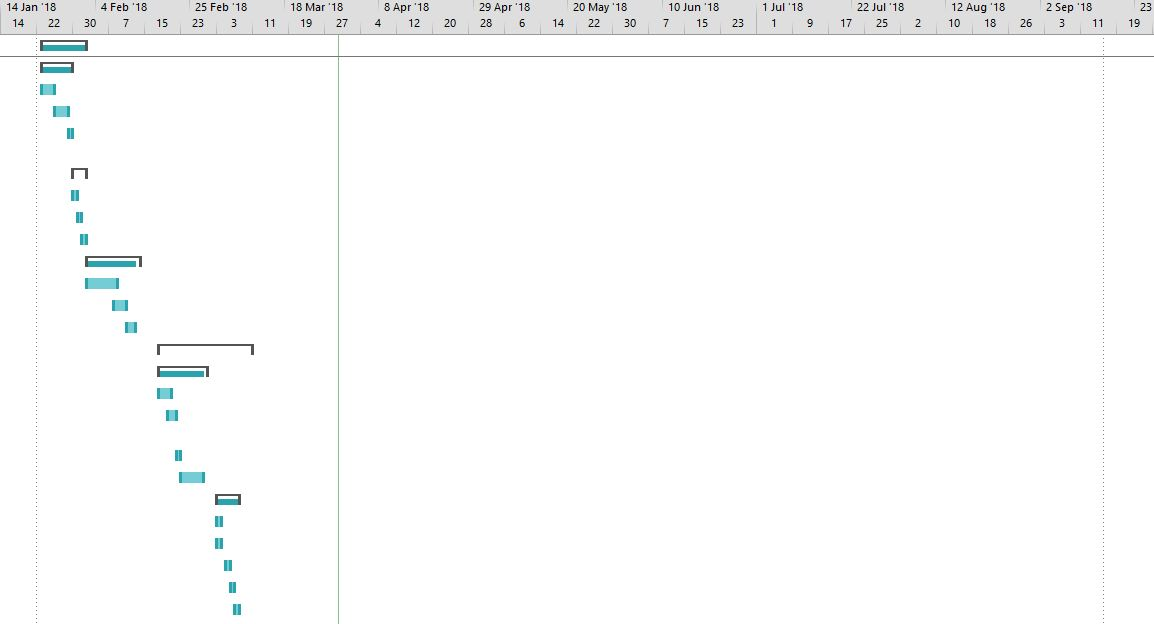 14 Jan '18 4 Feb '18 25 Feb '18 18 Mar '18 8 Apr '18 29 Apr '18 20 May '18 10 Jun '18 1 Jul '18 22 Jul '18 12 Aug '18 2 Sep '18 23
14 22 30 7 15 23 3 11 19 27 4 12 20 28 6 14 22 30 7 15 23 1 9 17 25 2 10 18 26 3 11 19